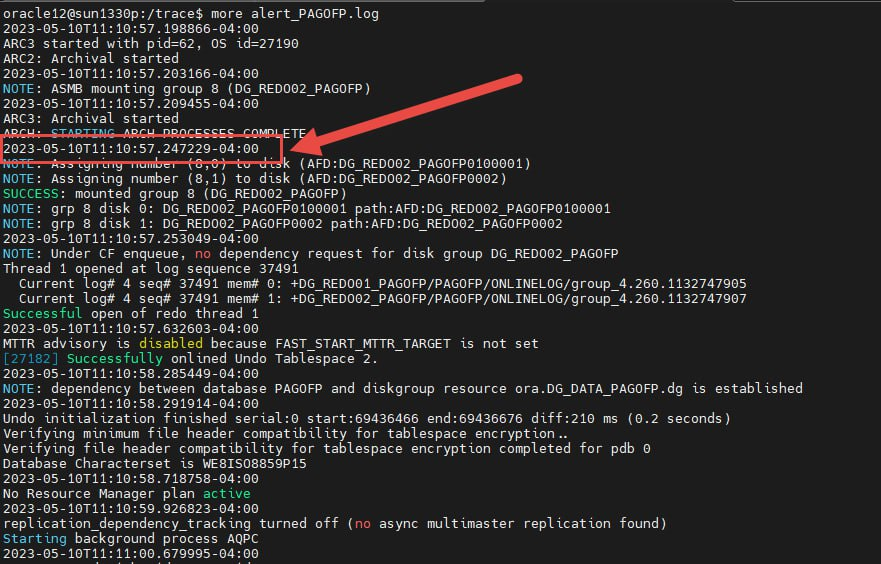 oracle12@sun1330p:/trace$ more alert_PAGOFP.log
2023-05-10T11:10:57.198866-04:00
ARC3 started with pid=62, OS id=27190
ARC2: Archival started
2023-05-10T11:10:57.203166-04:00
NOTE: ASMB mounting group 8 (DG_REDO02_PAGOFP)
2023-05-10T11:10:57.209455-04:00
ARC3: Archival started
ARCH: STARTING ARCH PROCESSES COMPLETE
2023-05-10T11:10:57.247229-04:00
NOTE: Assigning number (8,0) to disk (AFD:DG_REDO02_PAGOFP0100001)
NOTE: Assigning number (8,1) to disk (AFD:DG_REDO02_PAGOFP0002)
SUCCESS: mounted group 8 (DG_REDO02_PAGOFP)
NOTE: grp 8 disk 0: DG_REDO02_PAGOFP0100001 path:AFD:DG_REDO02_PAGOFP0100001
NOTE: grp 8 disk 1: DG_REDO02_PAGOFP0002 path:AFD:DG_REDO02_PAGOFP0002
2023-05-10T11:10:57.253049-04:00
NOTE: Under CF enqueue, no dependency request for disk group DG_REDO02_PAGOFP
Thread 1 opened at log sequence 37491
  Current log# 4 seq# 37491 mem# 0: +DG_REDO01_PAGOFP/PAGOFP/ONLINELOG/group_4.260.1132747905
  Current log# 4 seq# 37491 mem# 1: +DG_REDO02_PAGOFP/PAGOFP/ONLINELOG/group_4.260.1132747907
Successful open of redo thread 1
2023-05-10T11:10:57.632603-04:00
MTTR advisory is disabled because FAST_START_MTTR_TARGET is not set
[27182] Successfully onlined Undo Tablespace 2.
2023-05-10T11:10:58.285449-04:00
NOTE: dependency between database PAGOFP and diskgroup resource ora.DG_DATA_PAGOFP.dg is established
2023-05-10T11:10:58.291914-04:00
Undo initialization finished serial:0 start:69436466 end:69436676 diff:210 ms (0.2 seconds)
Verifying minimum file header compatibility for tablespace encryption..
Verifying file header compatibility for tablespace encryption completed for pdb 0
Database Characterset is WE8ISO8859P15
2023-05-10T11:10:58.718758-04:00
No Resource Manager plan active
2023-05-10T11:10:59.926823-04:00
replication_dependency_tracking turned off (no async multimaster replication found)
Starting background process AQPC
2023-05-10T11:11:00.679995-04:00